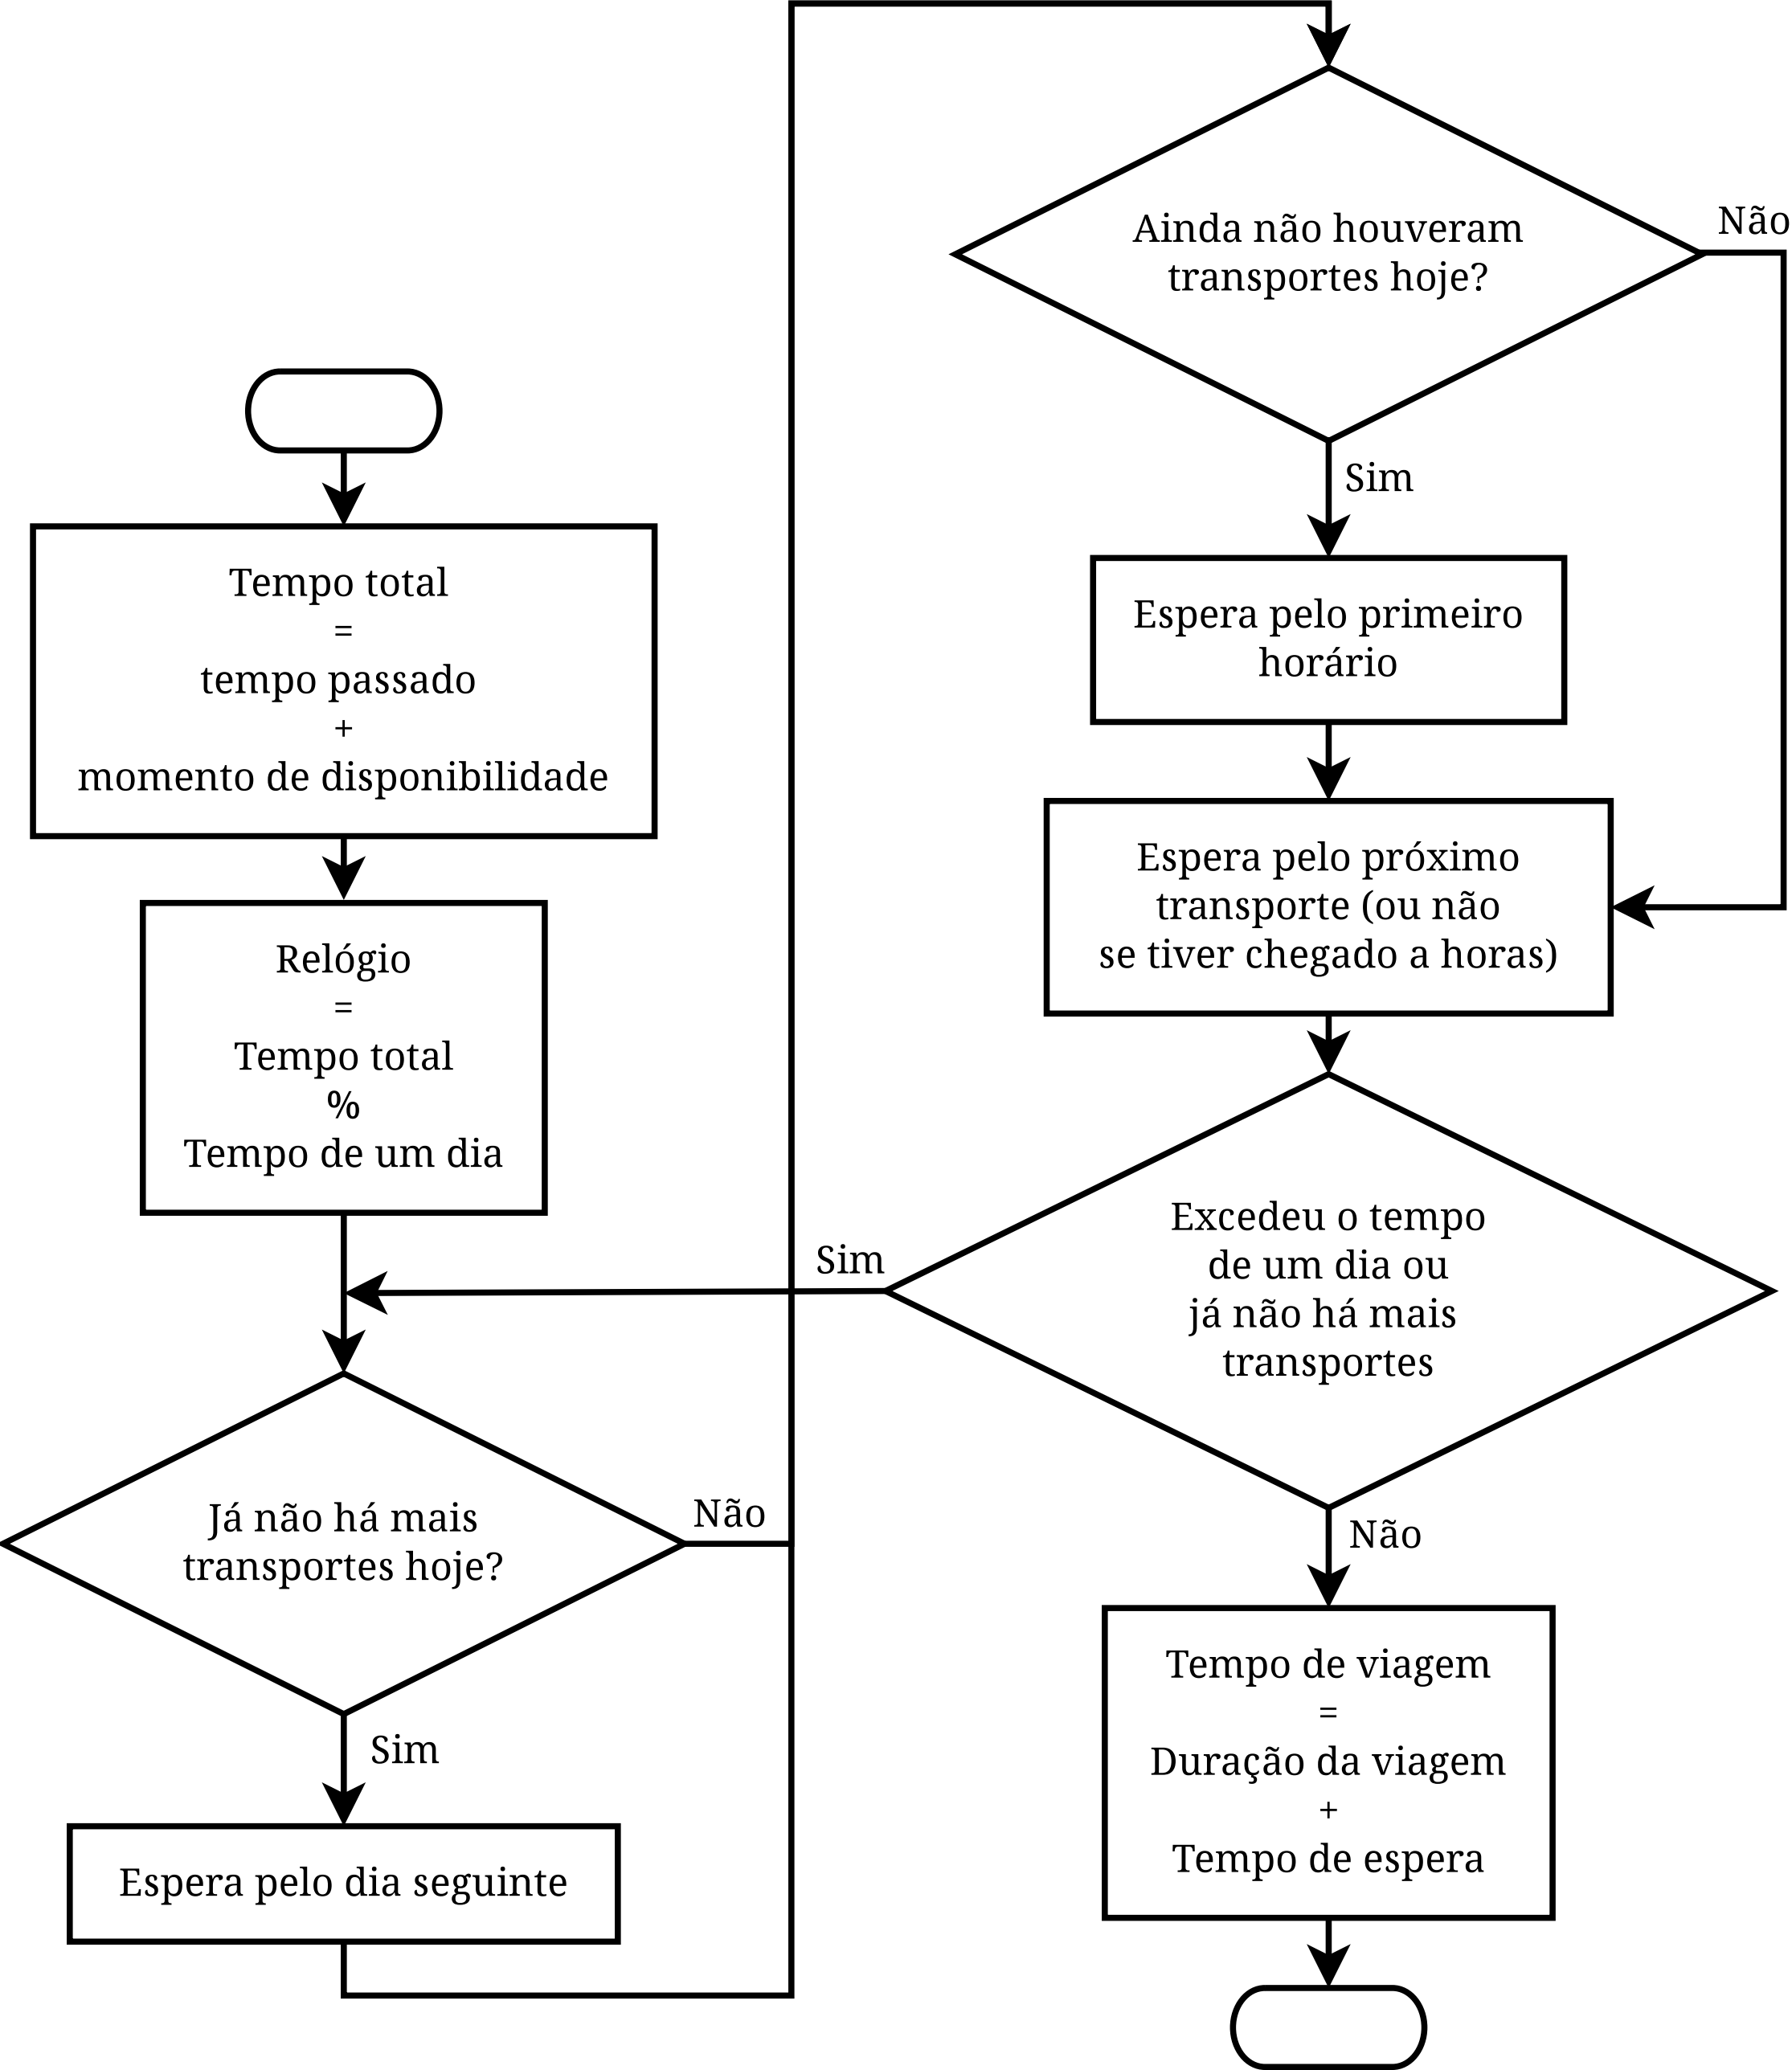 Tempo total
=
tempo passado
+
momento de disponibilidade
Relógio
=
Tempo total
%
Tempo de um dia
Já não há mais
transportes hoje?
Não
Sim
Espera pelo dia seguinte
Ainda não houveram
transportes hoje?
Não
Sim
Espera pelo primeiro
horário
Espera pelo próximo
transporte (ou não
se tiver chegado a horas)
Excedeu o tempo
de um dia ou
já não há mais
transportes
Sim
Não
Tempo de viagem
=
Duração da viagem
+
Tempo de espera